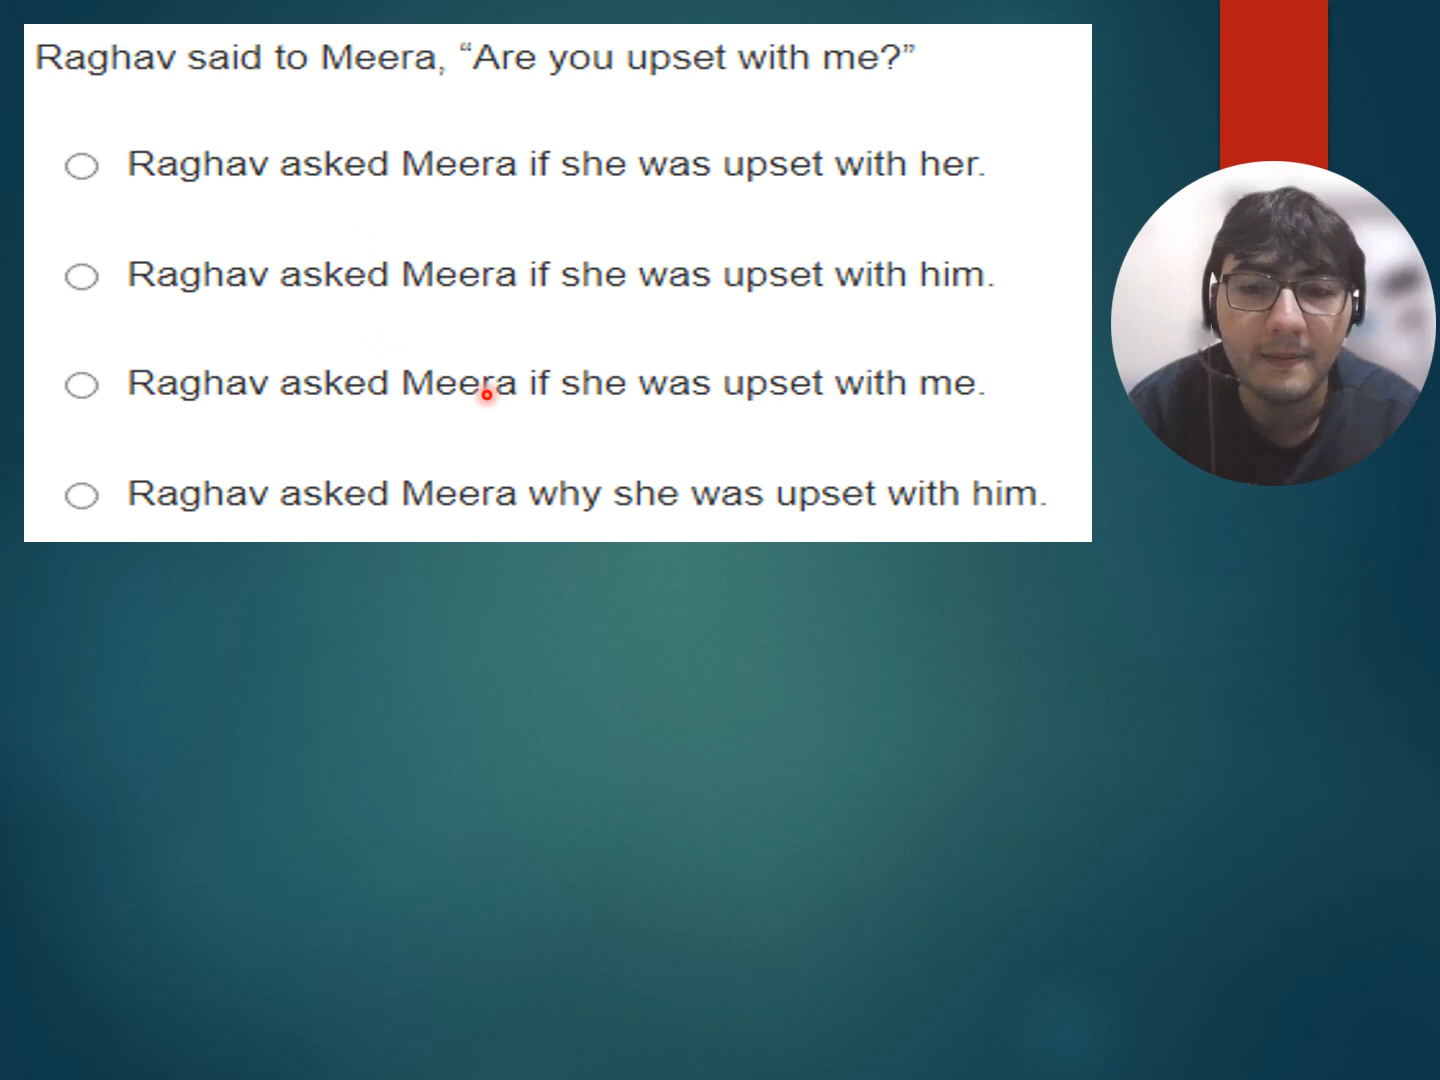 Raghav said to Meera, “Are you upset with me?”
Raghav asked Meera if she was upset with her.
Raghav asked Meera if she was upset with him.
Raghav asked Meera if she was upset with me.
Raghav asked Meera why she was upset with him.